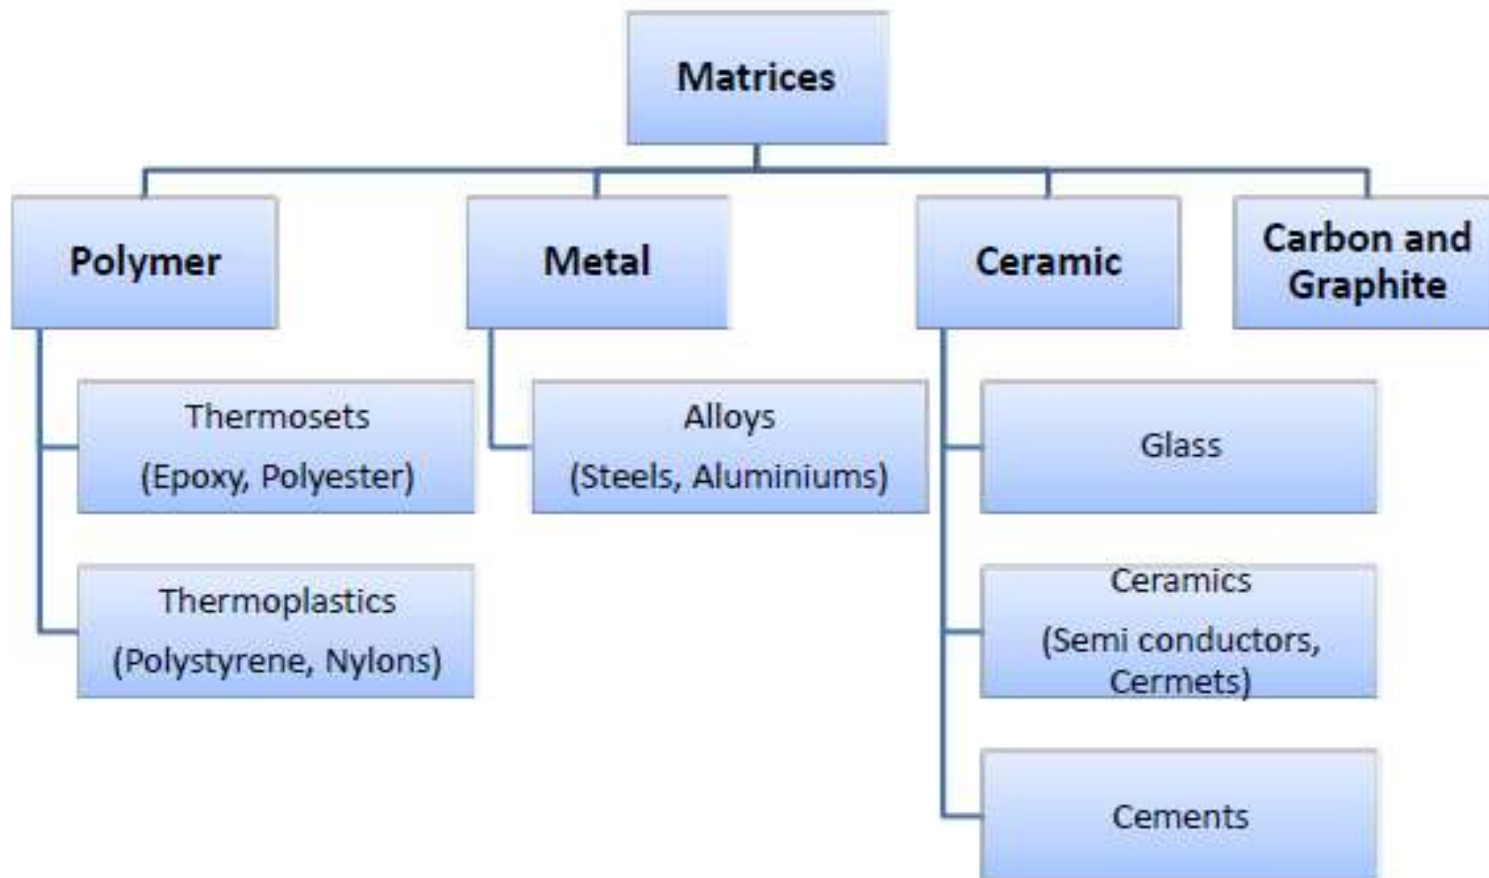 Matrices
Polymer
Metal
Ceramic
Carbon and
Graphite
Thermosets
(Epoxy, Polyester)
Thermoplastics
(Polystyrene, Nylons)
Alloys
(Steels, Aluminiums)
Glass
Ceramics
(Semi conductors,
Cermets)
Cements